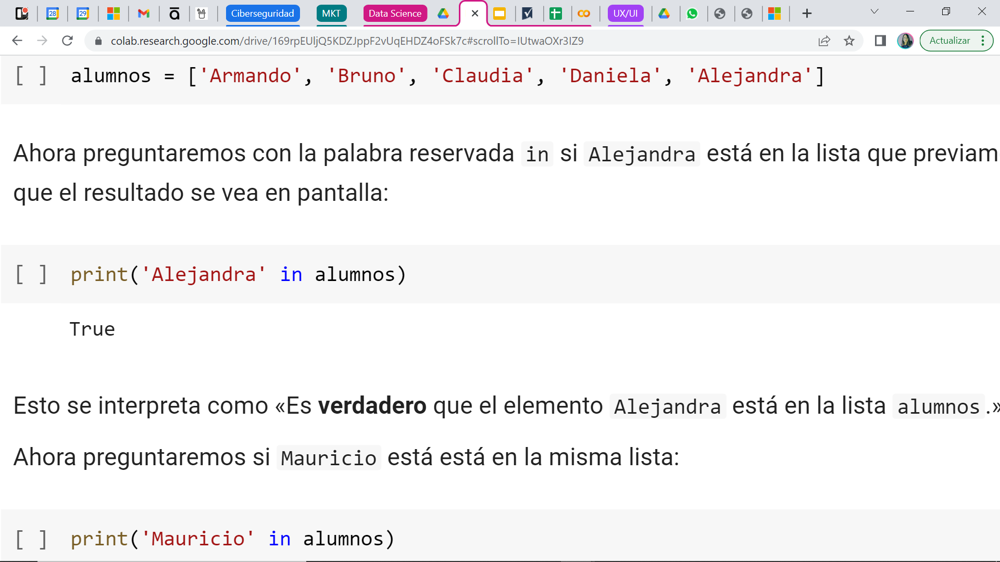 28 29 ā Ciberseguridad MKT Data Science UX/UI
colab.research.google.com/drive/169rpEUljQ5KDZJppF2vUqEHDZ4oFSk7c#scrollTo=IUtwaOXr3IZ9 Actualizar
[ ] alumnos = ['Armando', 'Bruno', 'Claudia', 'Daniela', 'Alejandra']
Ahora preguntaremos con la palabra reservada in si Alejandra está en la lista que previam
que el resultado se vea en pantalla:
[ ] print('Alejandra' in alumnos)
True
Esto se interpreta como «Es verdadero que el elemento Alejandra está en la lista alumnos.»
Ahora preguntaremos si Mauricio está está en la misma lista:
[ ] print('Mauricio' in alumnos)